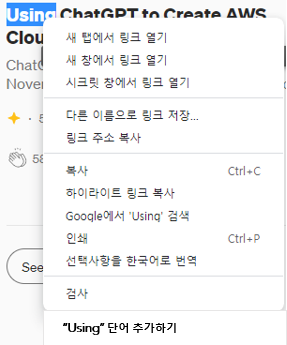 Using ChatGPT to Create AWS
Clou
Chat
Nover
새 탭에서 링크 열기
새 창에서 링크 열기
시크릿 창에서 링크 열기
다른 이름으로 링크 저장...
링크 주소 복사
58
복사 Ctrl+C
하이라이트 링크 복사
Google에서 'Using' 검색
인쇄 Ctrl+P
선택사항을 한국어로 번역
See
검사
“Using” 단어 추가하기